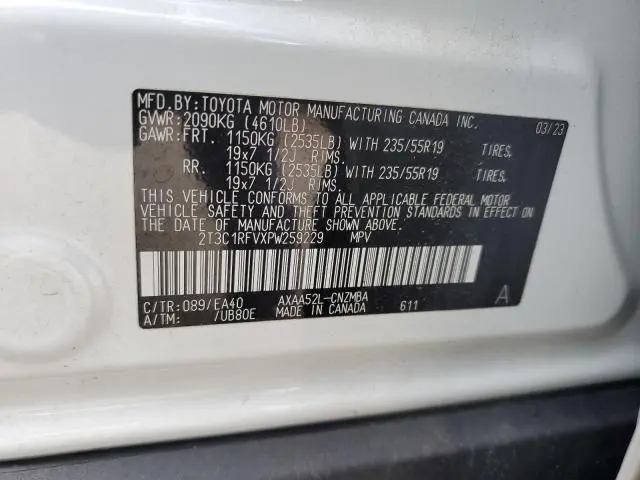 MFD.BY:TOYOTA MOTOR MANUFACTURING CANADA INC. 03/23
GVWR:2090KG (4610LB)
GAWR:FRT. 1150KG (2535LB) WITH 235/55R19 TIRES,
19x7 1/2J RIMS.
RR. 1150KG (2535LB) WITH 235/55R19 TIRES,
19x7 1/2J RIMS.
THIS VEHICLE CONFORMS TO ALL APPLICABLE FEDERAL MOTOR
VEHICLE SAFETY AND THEFT PREVENTION STANDARDS IN EFFECT ON
THE DATE OF MANUFACTURE SHOWN ABOVE.
2T3C1RFVXPW259229 MPV
C/TR:089/EA40 AXAA52L-CNZMBA A
A/TM: /UB80E MADE IN CANADA 611